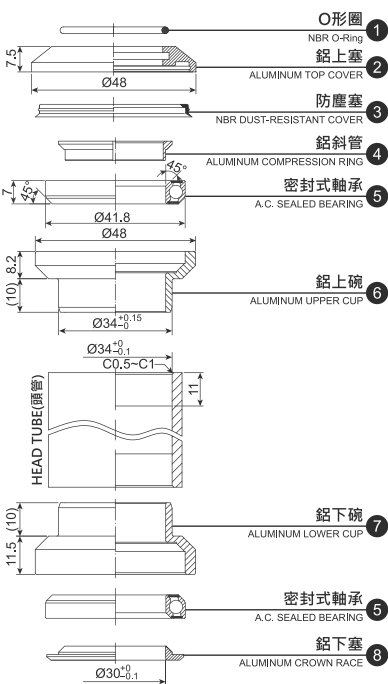 O形圈
NBR O-Ring
1
7.5
鋁上塞
ALUMINUM TOP COVER
2
Ø48
防塵塞
NBR DUST-RESISTANT COVER
3
鋁斜管
ALUMINUM COMPRESSION RING
4
45°
7
45°
密封式軸承
A.C. SEALED BEARING
5
Ø41.8
Ø48
8.2
(10)
鋁上碗
ALUMINUM UPPER CUP
6
Ø34 +0.15 -0
Ø34 +0 -0.1
C0.5~C1
11
HEAD TUBE(頭管)
(10)
11.5
鋁下碗
ALUMINUM LOWER CUP
7
密封式軸承
A.C. SEALED BEARING
5
鋁下塞
ALUMINUM CROWN RACE
8
Ø30 +0 -0.1